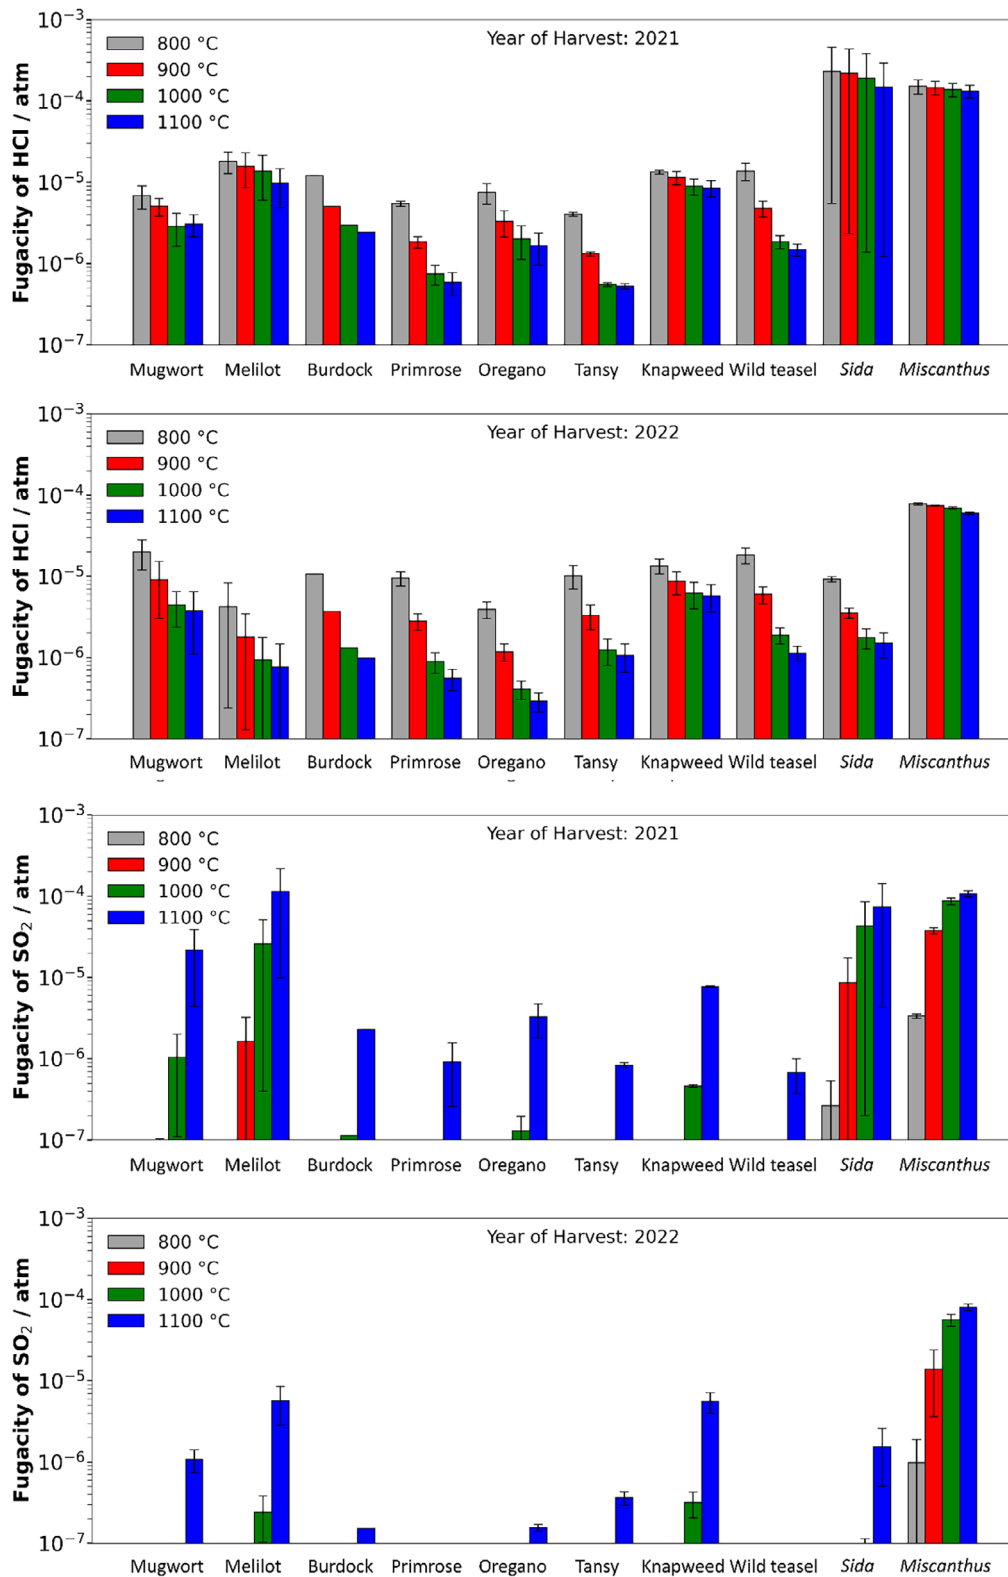 Year of Harvest: 2021
Fugacity of HCl / atm
10⁻³
10⁻⁴
10⁻⁵
10⁻⁶
10⁻⁷
800 °C
900 °C
1000 °C
1100 °C
Mugwort Melilot Burdock Primrose Oregano Tansy Knapweed Wild teasel Sida Miscanthus
Year of Harvest: 2022
Fugacity of HCl / atm
10⁻³
10⁻⁴
10⁻⁵
10⁻⁶
10⁻⁷
800 °C
900 °C
1000 °C
1100 °C
Mugwort Melilot Burdock Primrose Oregano Tansy Knapweed Wild teasel Sida Miscanthus
Year of Harvest: 2021
Fugacity of SO₂ / atm
10⁻³
10⁻⁴
10⁻⁵
10⁻⁶
10⁻⁷
800 °C
900 °C
1000 °C
1100 °C
Mugwort Melilot Burdock Primrose Oregano Tansy Knapweed Wild teasel Sida Miscanthus
Year of Harvest: 2022
Fugacity of SO₂ / atm
10⁻³
10⁻⁴
10⁻⁵
10⁻⁶
10⁻⁷
800 °C
900 °C
1000 °C
1100 °C
Mugwort Melilot Burdock Primrose Oregano Tansy Knapweed Wild teasel Sida Miscanthus